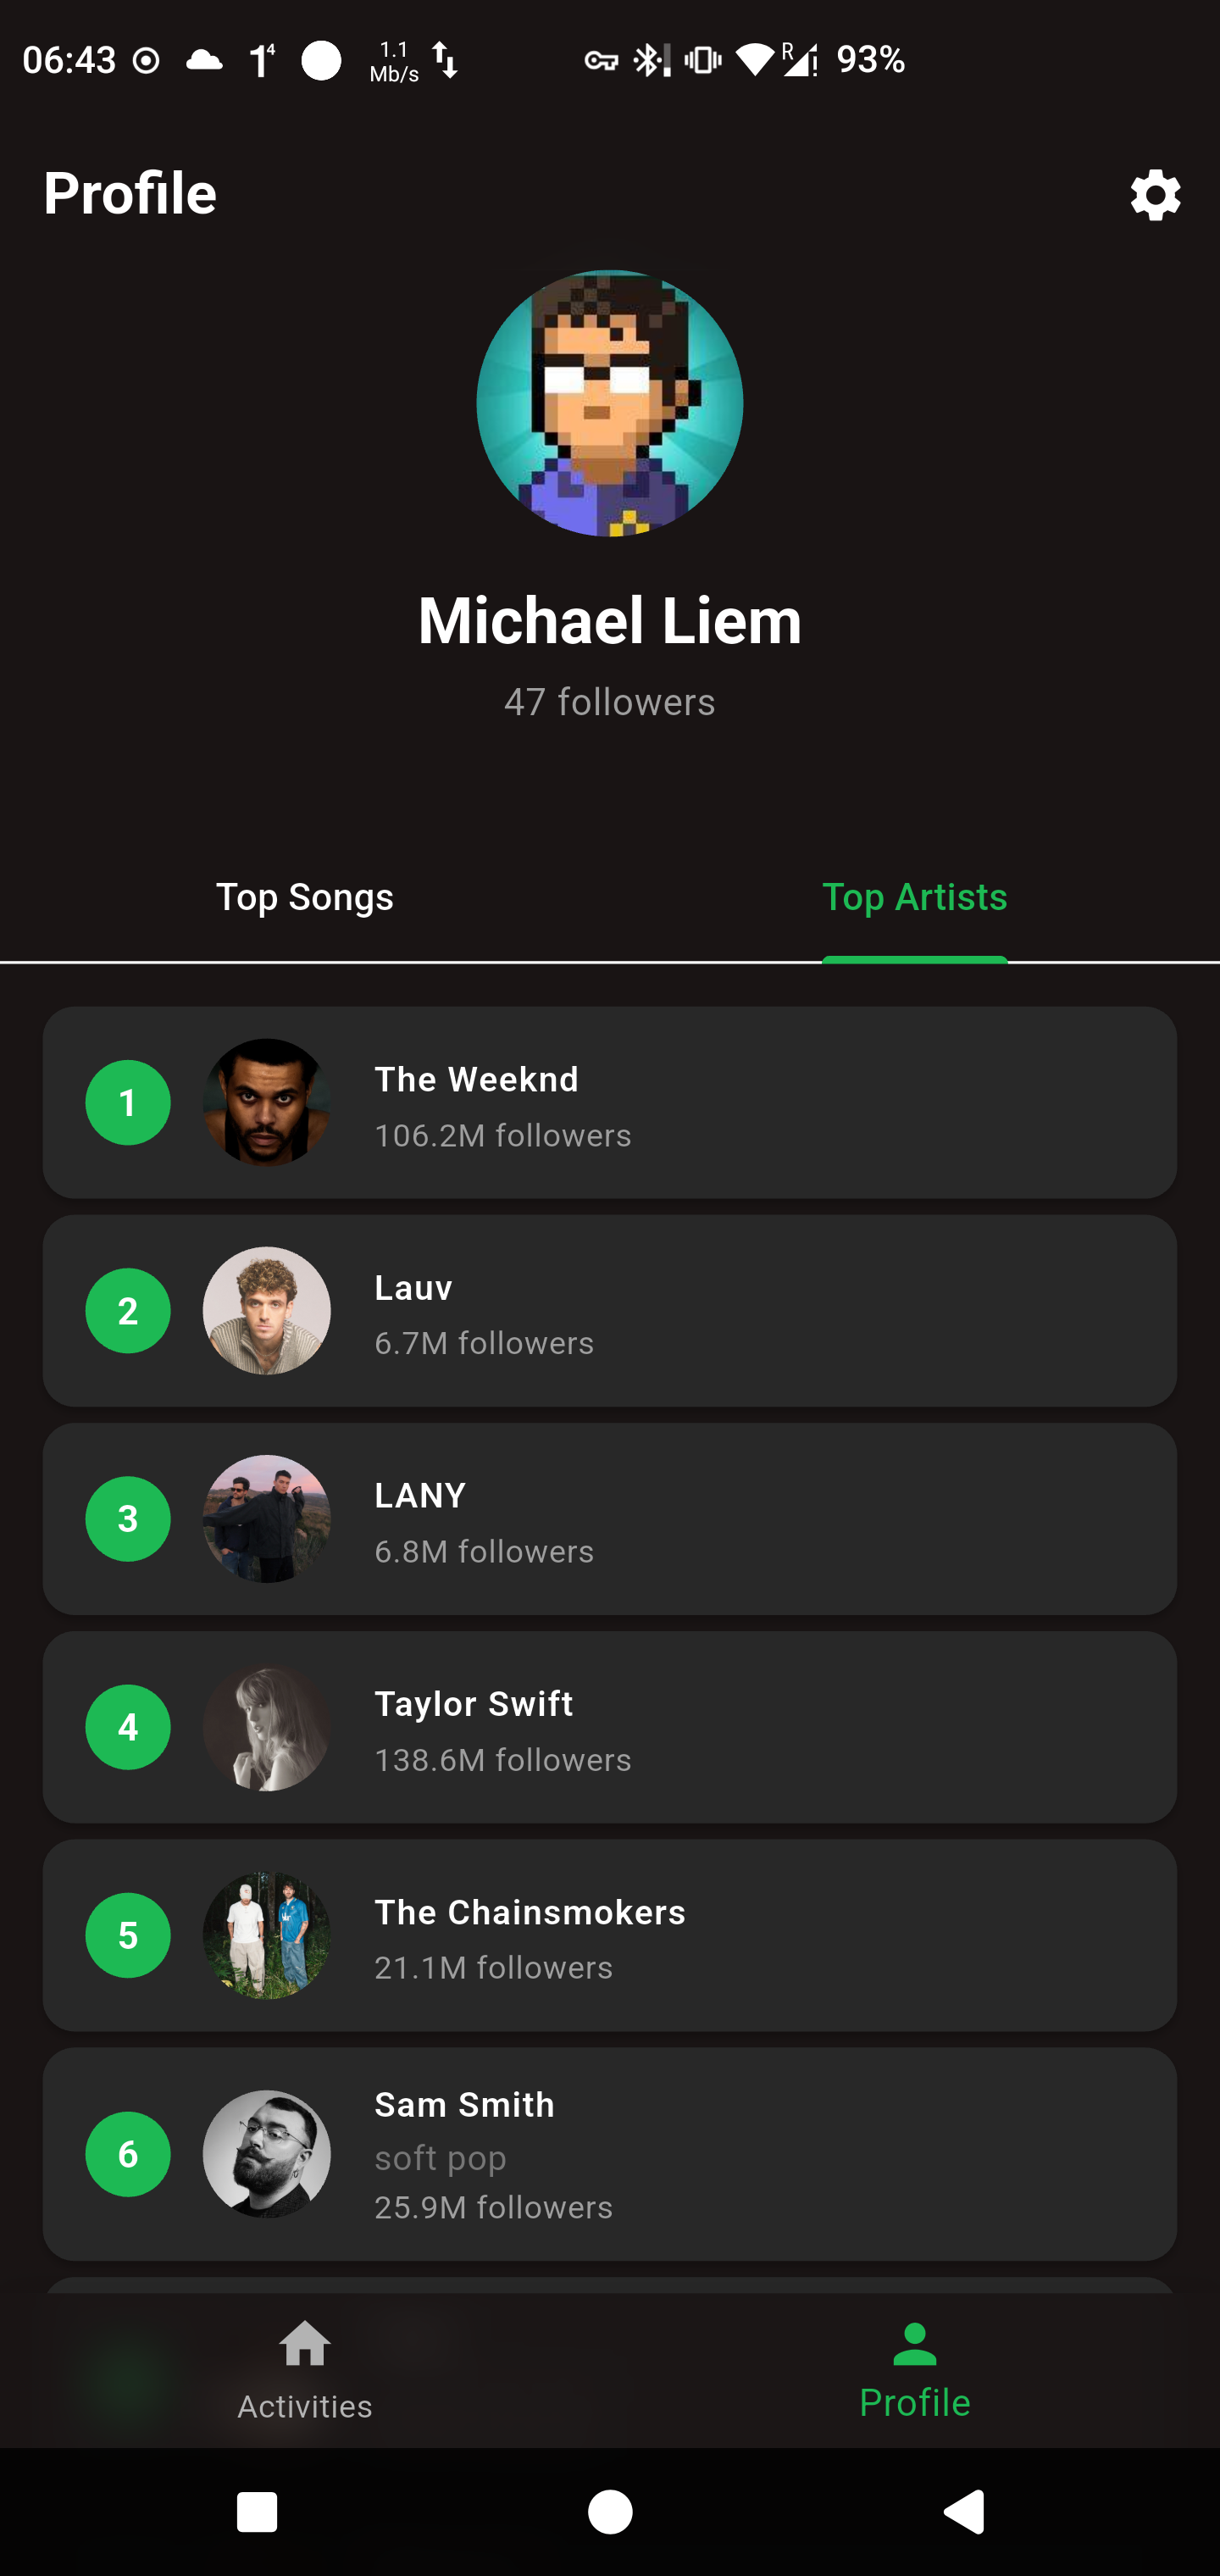 06:43 1⁴ 1.1 Mb/s R 93%
Profile
Michael Liem
47 followers
Top Songs Top Artists
1 The Weeknd
106.2M followers
2 Lauv
6.7M followers
3 LANY
6.8M followers
4 Taylor Swift
138.6M followers
5 The Chainsmokers
21.1M followers
6 Sam Smith
soft pop
25.9M followers
Activities Profile